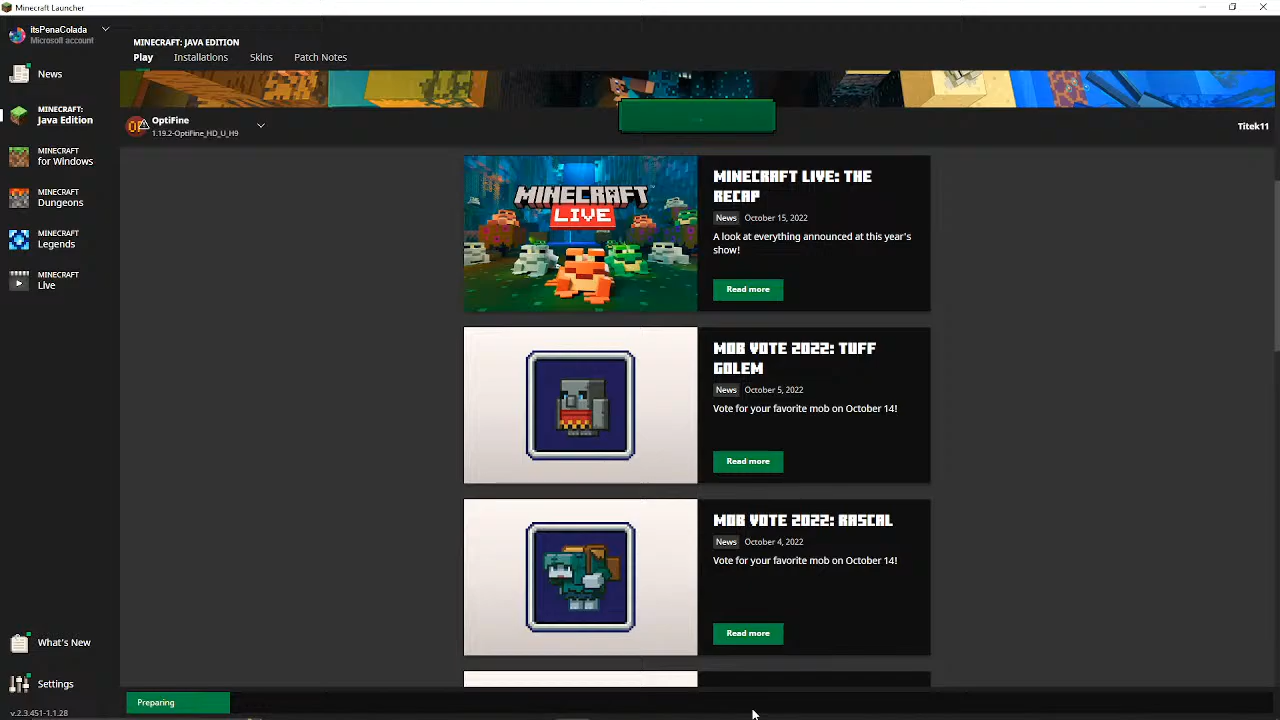 Minecraft Launcher
itsPenaColada
Microsoft account
News
MINECRAFT:
Java Edition
MINECRAFT
for Windows
MINECRAFT
Dungeons
MINECRAFT
Legends
MINECRAFT
Live
What's New
Settings
v.2.3.451-1.1.28
MINECRAFT: JAVA EDITION
Play Installations Skins Patch Notes
OptiFine
1.19.2-OptiFine_HD_U_H9
Titek11
MINECRAFT
LIVE
MINECRAFT LIVE: THE
RECAP
News October 15, 2022
A look at everything announced at this year's
show!
Read more
MOB VOTE 2022: TUFF
GOLEM
News October 5, 2022
Vote for your favorite mob on October 14!
Read more
MOB VOTE 2022: RASCAL
News October 4, 2022
Vote for your favorite mob on October 14!
Read more
Preparing